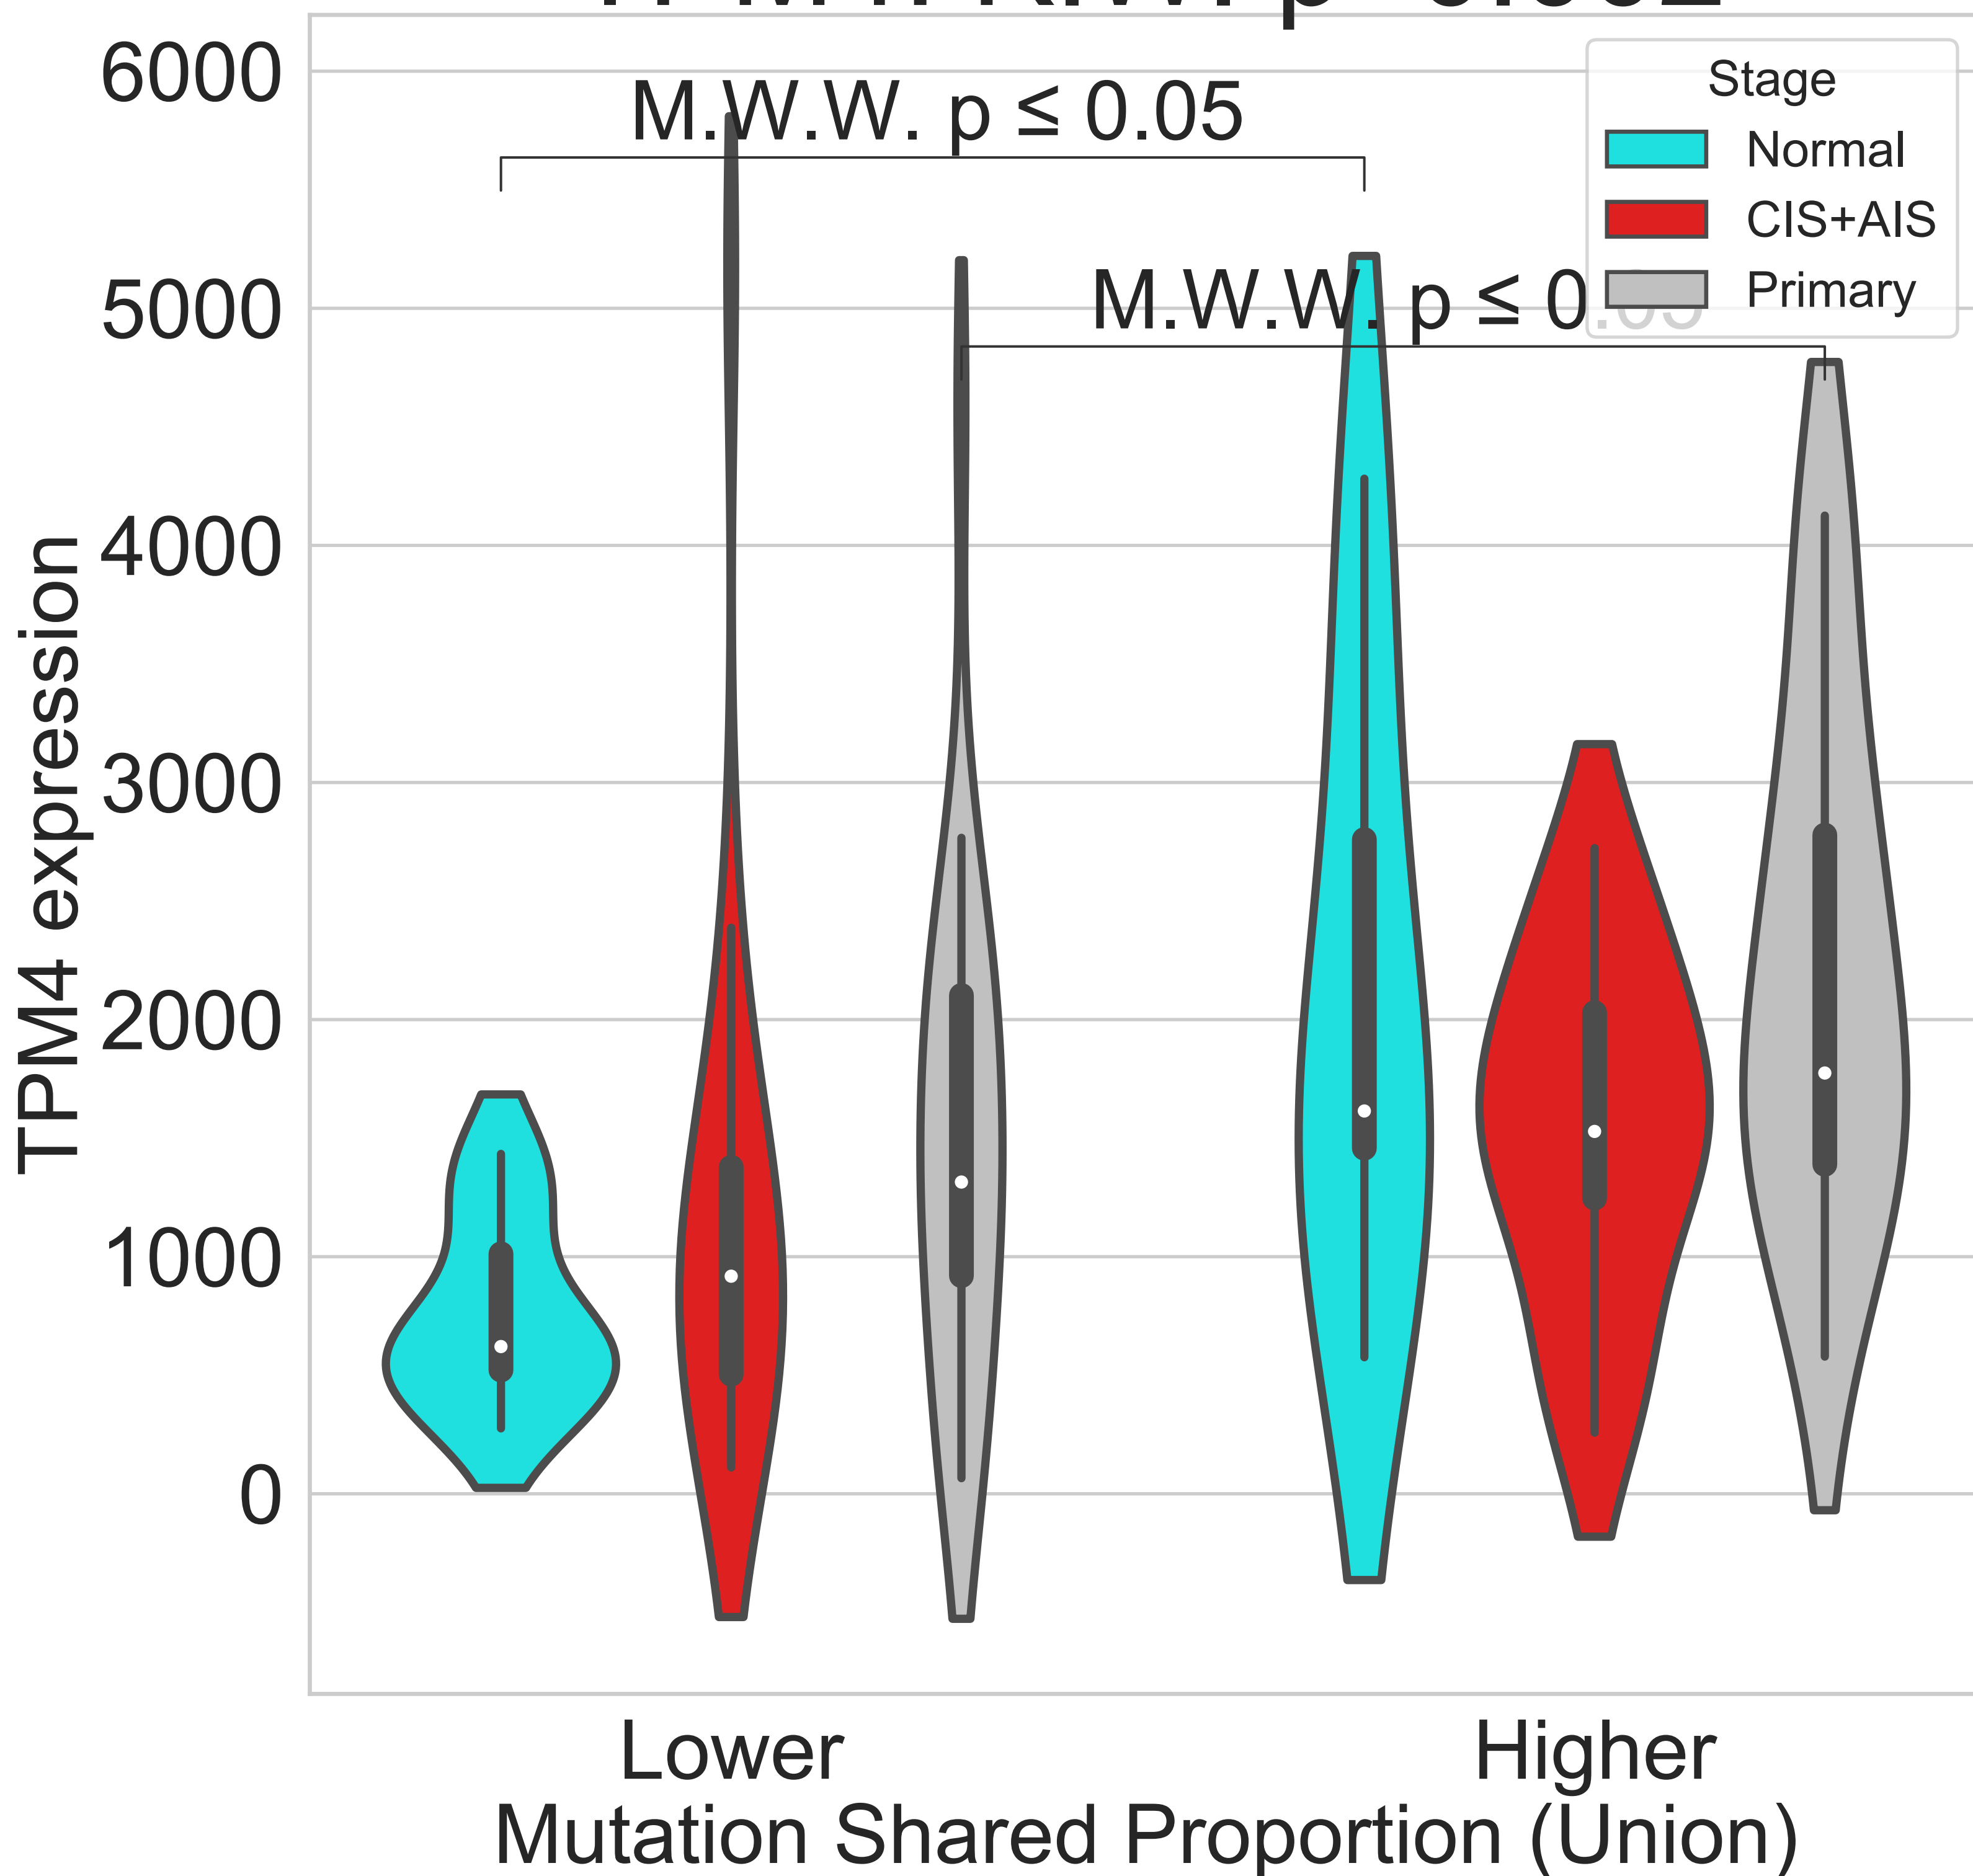 6000
5000
4000
3000
2000
1000
0
TPM4 expression
M.W.W. p ≤ 0.05
M.W.W. p ≤ 0.05
Stage
Normal
CIS+AIS
Primary
Lower
Higher
Mutation Shared Proportion (Union)